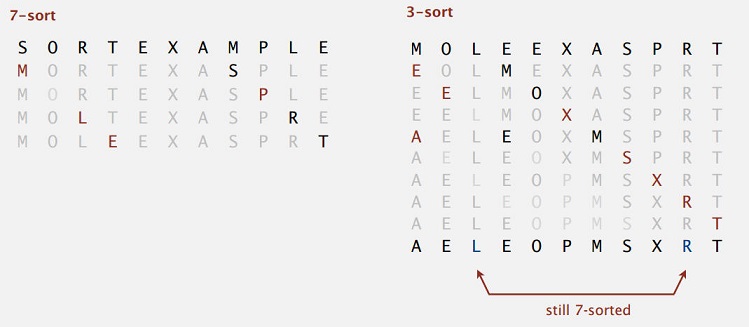 7-sort
S O R T E X A M P L E
M O R T E X A S P L E
M O R T E X A S P L E
M O L T E X A S P R E
M O L E E X A S P R T
3-sort
M O L E E X A S P R T
E O L M E X A S P R T
E E L M O X A S P R T
E E L M O X A S P R T
A E L E O X M S P R T
A E L E O X M S P R T
A E L E O P M S X R T
A E L E O P M S X R T
A E L E O P M S X R T
A E L E O P M S X R T
still 7-sorted